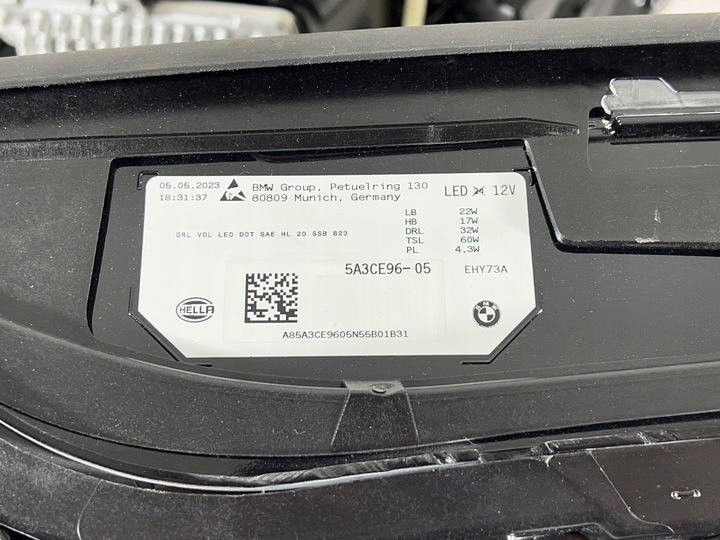 05.05.2023
18:31:37
BMW Group, Petuelring 130
80809 Munich, Germany
LED 12V
LB 22W
HB 17W
DRL 32W
TSL 60W
PL 4.3W
DRL VOL LED DOT SAE HL 20 SSB 823
5A3CE96-05
EHY73A
HELLA
A85A3CE9605N55B01B31